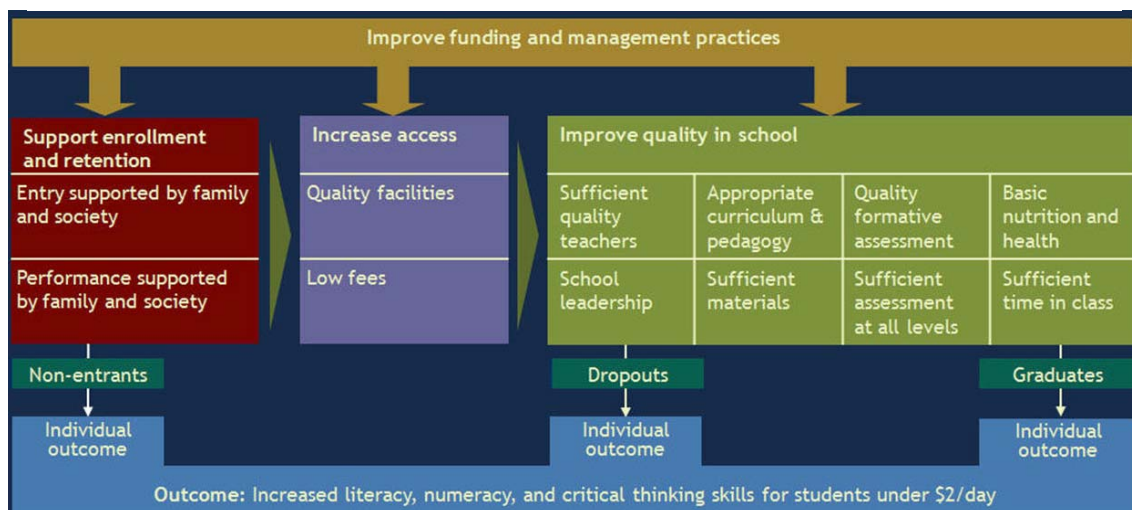 Improve funding and management practices
Support enrollment
and retention
Entry supported by family
and society
Performance supported
by family and society
Increase access
Quality facilities
Low fees
Improve quality in school
Sufficient
quality
teachers
Appropriate
curriculum &
pedagogy
Quality
formative
assessment
Basic
nutrition and
health
School
leadership
Sufficient
materials
Sufficient
assessment
at all levels
Sufficient
time in class
Non-entrants
Dropouts
Graduates
Individual
outcome
Individual
outcome
Individual
outcome
Outcome: Increased literacy, numeracy, and critical thinking skills for students under $2/day